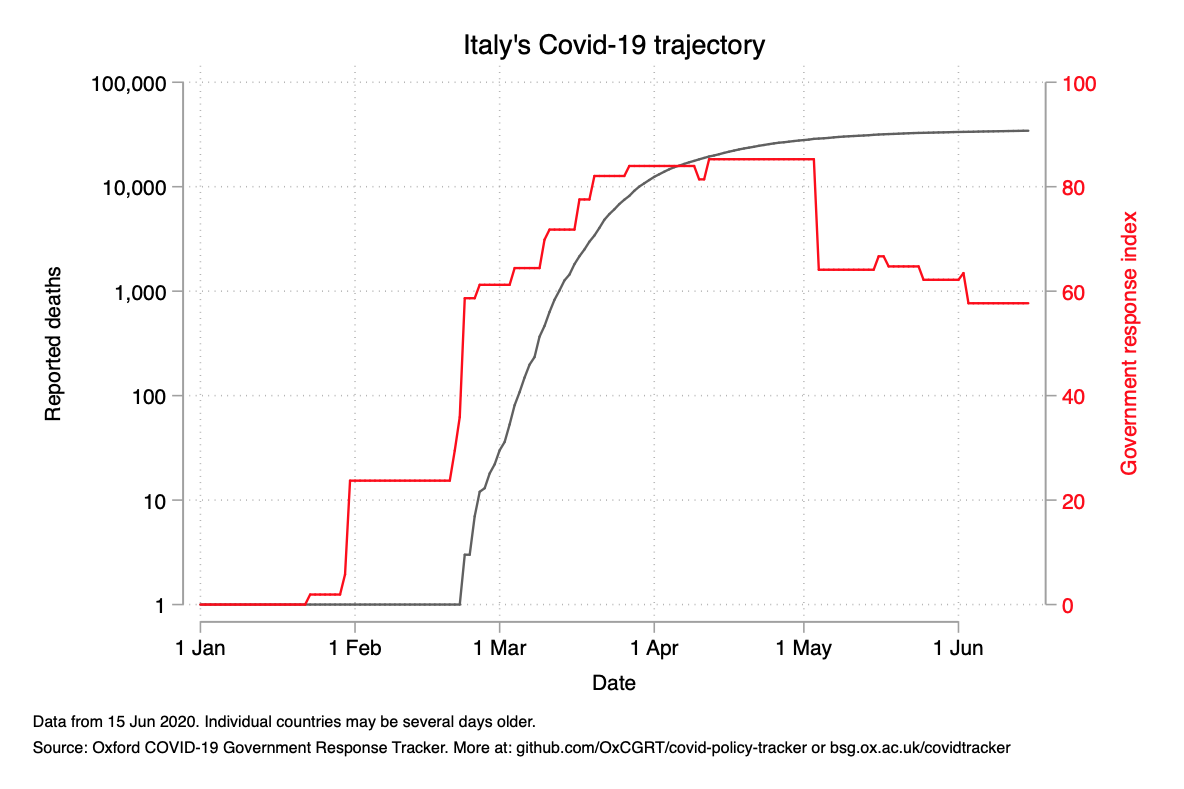 Italy's Covid-19 trajectory
100,000
10,000
1,000
100
10
1
Reported deaths
100
80
60
40
20
0
Government response index
1 Jan
1 Feb
1 Mar
1 Apr
1 May
1 Jun
Date
Data from 15 Jun 2020. Individual countries may be several days older.
Source: Oxford COVID-19 Government Response Tracker. More at: github.com/OxCGRT/covid-policy-tracker or bsg.ox.ac.uk/covidtracker